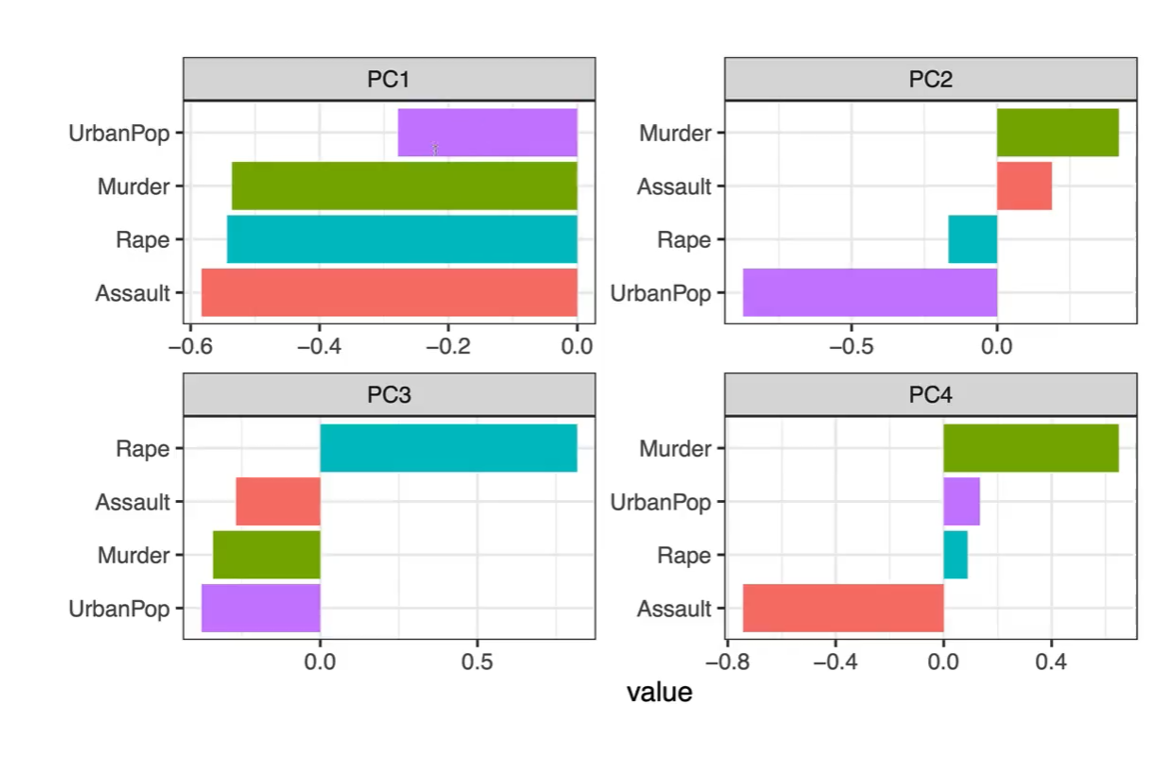 PC1
UrbanPop
Murder
Rape
Assault
−0.6 −0.4 −0.2 0.0
PC2
Murder
Assault
Rape
UrbanPop
−0.5 0.0
PC3
Rape
Assault
Murder
UrbanPop
0.0 0.5
PC4
Murder
UrbanPop
Rape
Assault
−0.8 −0.4 0.0 0.4
value